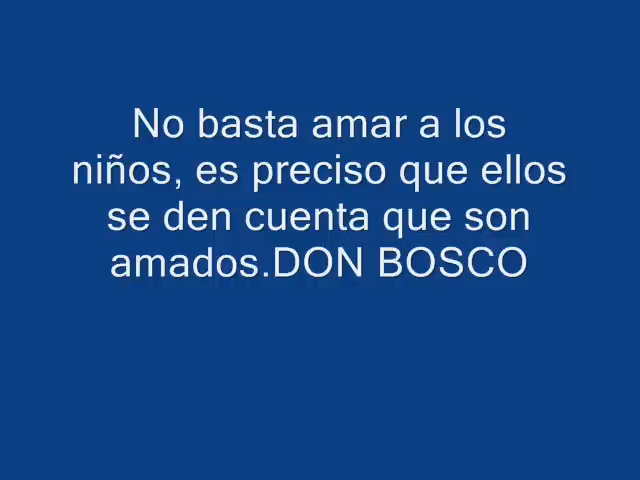 No basta amar a los
niños, es preciso que ellos
se den cuenta que son
amados.DON BOSCO